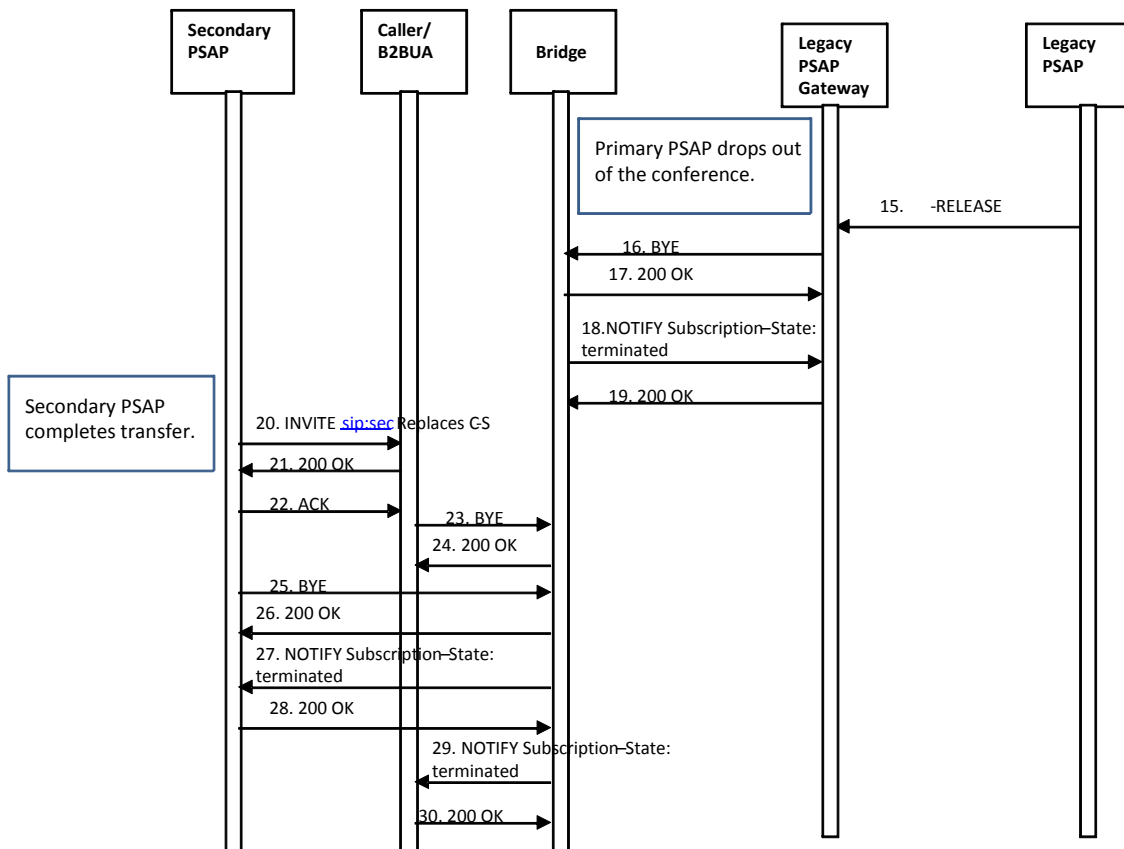 Secondary
PSAP
Caller/
B2BUA
Bridge
Legacy
PSAP
Gateway
Legacy
PSAP
Primary PSAP drops out
of the conference.
15. -RELEASE
16. BYE
17. 200 OK
18.NOTIFY Subscription–State:
terminated
19. 200 OK
Secondary PSAP
completes transfer.
20. INVITE sip:sec Replaces C-S
21. 200 OK
22. ACK
23. BYE
24. 200 OK
25. BYE
26. 200 OK
27. NOTIFY Subscription–State:
terminated
28. 200 OK
29. NOTIFY Subscription–State:
terminated
30. 200 OK